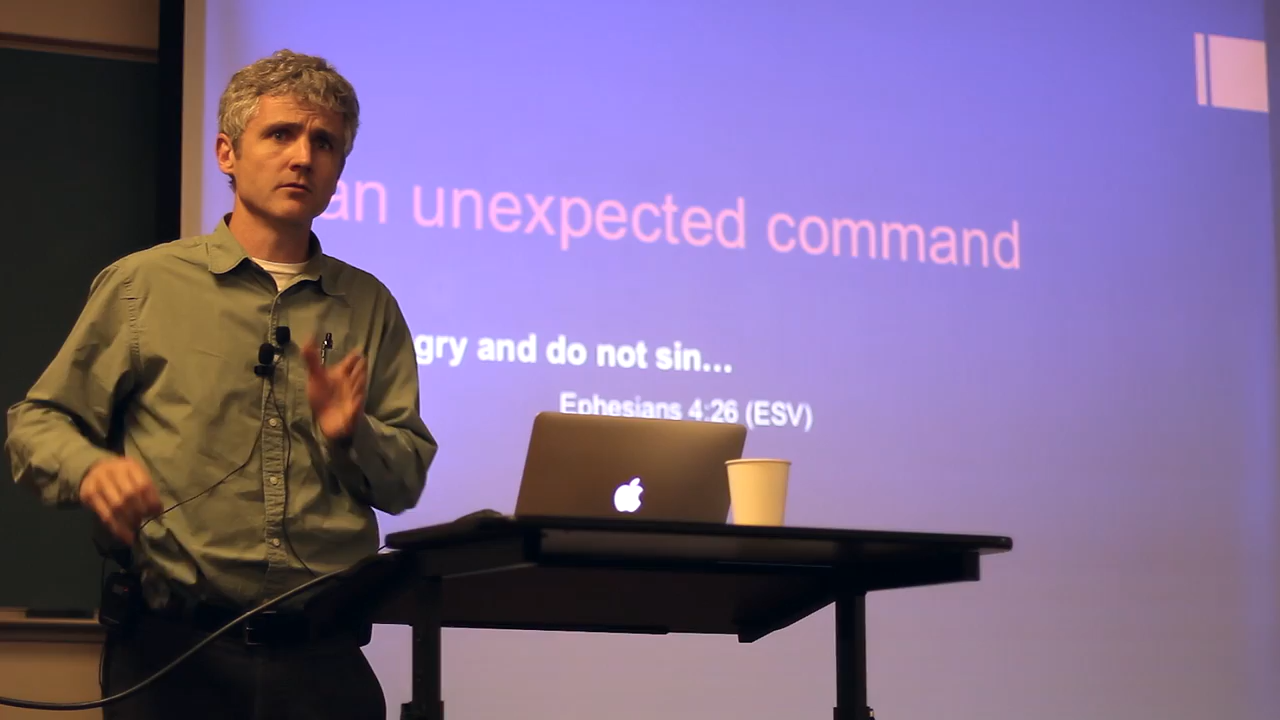 an unexpected command
gry and do not sin...
Ephesians 4:26 (ESV)